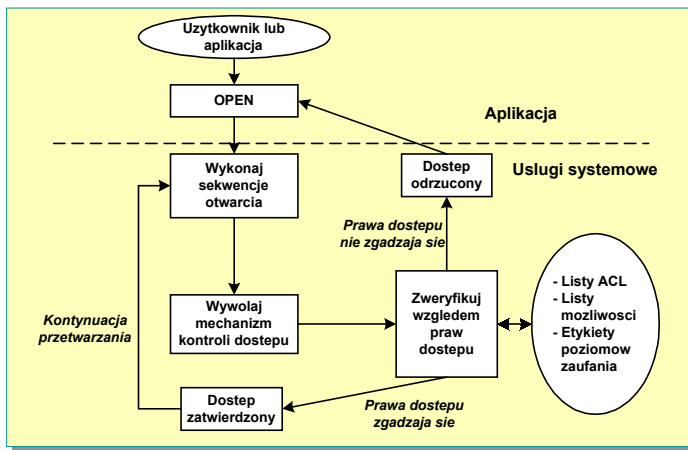 Uzytkownik lub
aplikacja
OPEN
Aplikacja
Uslugi systemowe
Wykonaj
sekwencje
otwarcia
Dostep
odrzucony
Prawa dostepu
nie zgadzaja sie
Wywolaj
mechanizm
kontroli dostepu
Zweryfikuj
wzgledem
praw
dostepu
- Listy ACL
- Listy
mozliwosci
- Etykiety
poziomow
zaufania
Kontynuacja
przetwarzania
Dostep
zatwierdzony
Prawa dostepu
zgadzaja sie